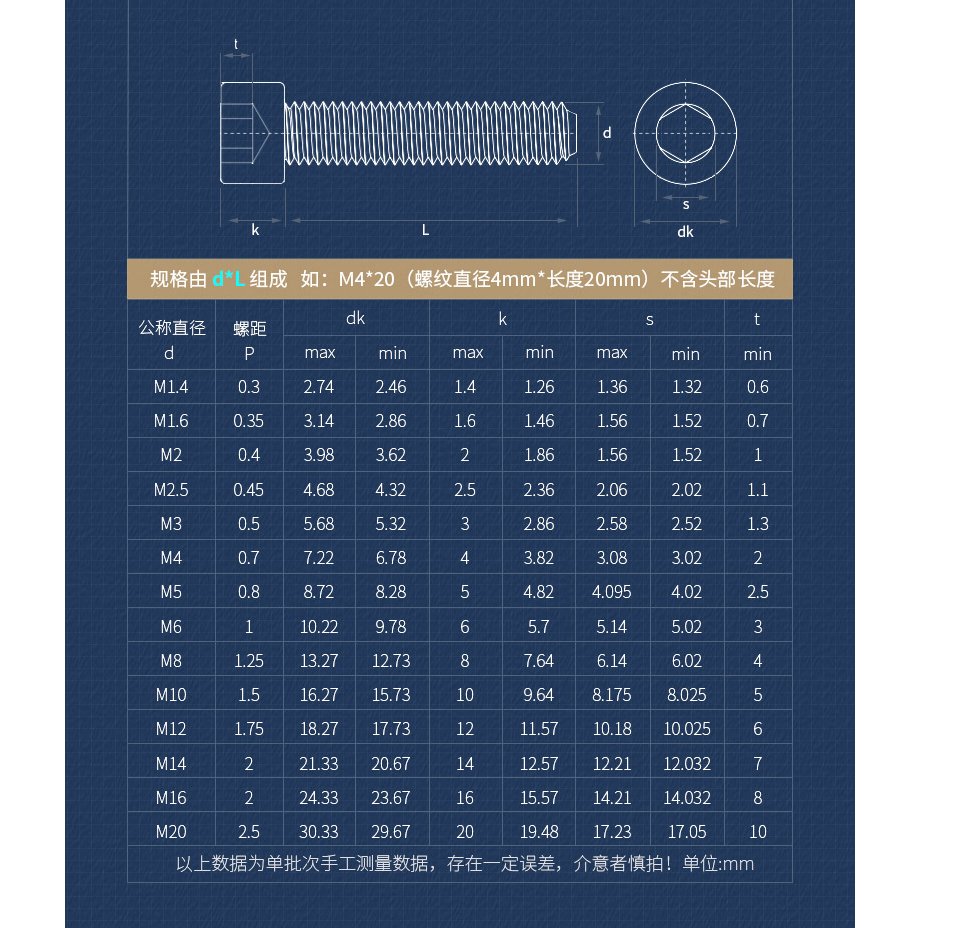 t
d
s
k
L
dk
规格由 d*L 组成 如：M4*20（螺纹直径4mm*长度20mm）不含头部长度
公称直径 d 螺距 P dk k s t
max min max min max min min
M1.4 0.3 2.74 2.46 1.4 1.26 1.36 1.32 0.6
M1.6 0.35 3.14 2.86 1.6 1.46 1.56 1.52 0.7
M2 0.4 3.98 3.62 2 1.86 1.56 1.52 1
M2.5 0.45 4.68 4.32 2.5 2.36 2.06 2.02 1.1
M3 0.5 5.68 5.32 3 2.86 2.58 2.52 1.3
M4 0.7 7.22 6.78 4 3.82 3.08 3.02 2
M5 0.8 8.72 8.28 5 4.82 4.095 4.02 2.5
M6 1 10.22 9.78 6 5.7 5.14 5.02 3
M8 1.25 13.27 12.73 8 7.64 6.14 6.02 4
M10 1.5 16.27 15.73 10 9.64 8.175 8.025 5
M12 1.75 18.27 17.73 12 11.57 10.18 10.025 6
M14 2 21.33 20.67 14 12.57 12.21 12.032 7
M16 2 24.33 23.67 16 15.57 14.21 14.032 8
M20 2.5 30.33 29.67 20 19.48 17.23 17.05 10
以上数据为单批次手工测量数据，存在一定误差，介意者慎拍！单位:mm